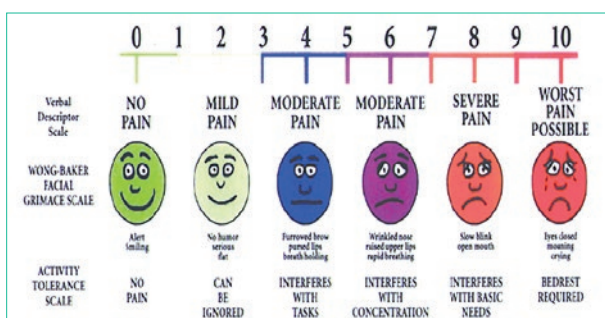 0 1 2 3 4 5 6 7 8 9 10
Verbal
Descriptor
Scale
NO
PAIN
MILD
PAIN
MODERATE
PAIN
MODERATE
PAIN
SEVERE
PAIN
WORST
PAIN
POSSIBLE
WONG-BAKER
FACIAL
GRIMACE SCALE
Alert
Smiling
No humor
serious
flat
Furrowed brow
pursed lips
breath holding
Wrinkled nose
raised upper lips
rapid breathing
Slow blink
open mouth
Eyes closed
moaning
crying
ACTIVITY
TOLERANCE
SCALE
NO
PAIN
CAN
BE
IGNORED
INTERFERES
WITH
TASKS
INTERFERES
WITH
CONCENTRATION
INTERFERES
WITH BASIC
NEEDS
BEDREST
REQUIRED